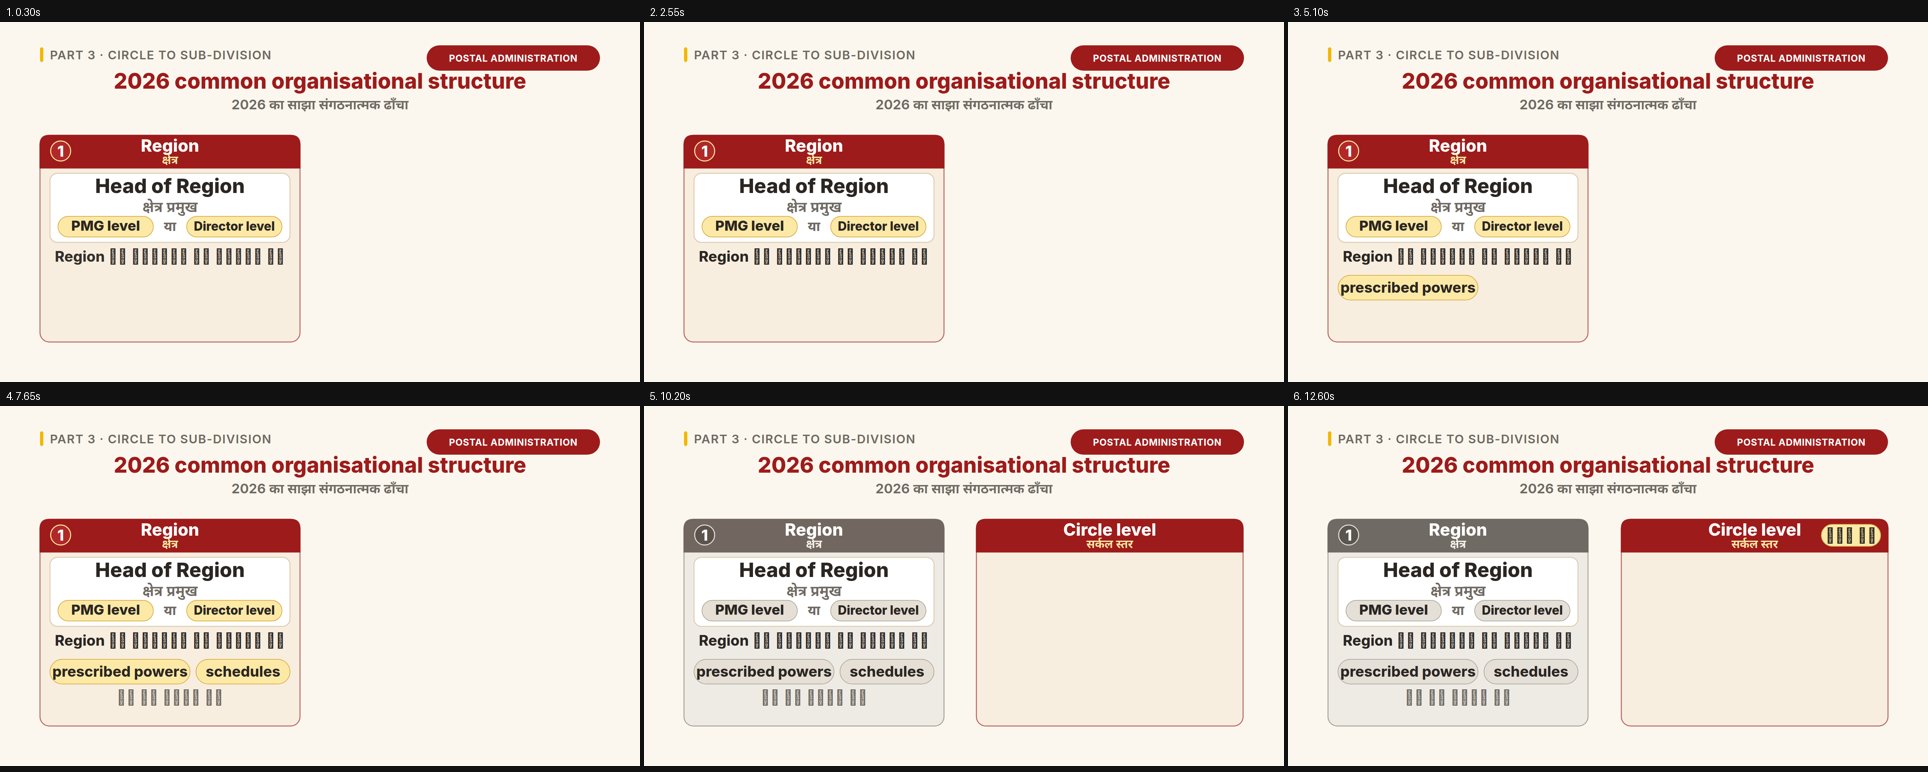 1. 0.30s
PART 3 · CIRCLE TO SUB-DIVISION
POSTAL ADMINISTRATION
2026 common organisational structure
2026 का साझा संगठनात्मक ढाँचा
1
Region
क्षेत्र
Head of Region
क्षेत्र प्रमुख
PMG level या Director level
Region
2. 2.55s
PART 3 · CIRCLE TO SUB-DIVISION
POSTAL ADMINISTRATION
2026 common organisational structure
2026 का साझा संगठनात्मक ढाँचा
1
Region
क्षेत्र
Head of Region
क्षेत्र प्रमुख
PMG level या Director level
Region
3. 5.10s
PART 3 · CIRCLE TO SUB-DIVISION
POSTAL ADMINISTRATION
2026 common organisational structure
2026 का साझा संगठनात्मक ढाँचा
1
Region
क्षेत्र
Head of Region
क्षेत्र प्रमुख
PMG level या Director level
Region
prescribed powers
4. 7.65s
PART 3 · CIRCLE TO SUB-DIVISION
POSTAL ADMINISTRATION
2026 common organisational structure
2026 का साझा संगठनात्मक ढाँचा
1
Region
क्षेत्र
Head of Region
क्षेत्र प्रमुख
PMG level या Director level
Region
prescribed powers schedules
5. 10.20s
PART 3 · CIRCLE TO SUB-DIVISION
POSTAL ADMINISTRATION
2026 common organisational structure
2026 का साझा संगठनात्मक ढाँचा
1
Region
क्षेत्र
Head of Region
क्षेत्र प्रमुख
PMG level या Director level
Region
prescribed powers schedules
Circle level
सर्कल स्तर
6. 12.60s
PART 3 · CIRCLE TO SUB-DIVISION
POSTAL ADMINISTRATION
2026 common organisational structure
2026 का साझा संगठनात्मक ढाँचा
1
Region
क्षेत्र
Head of Region
क्षेत्र प्रमुख
PMG level या Director level
Region
prescribed powers schedules
Circle level
सर्कल स्तर